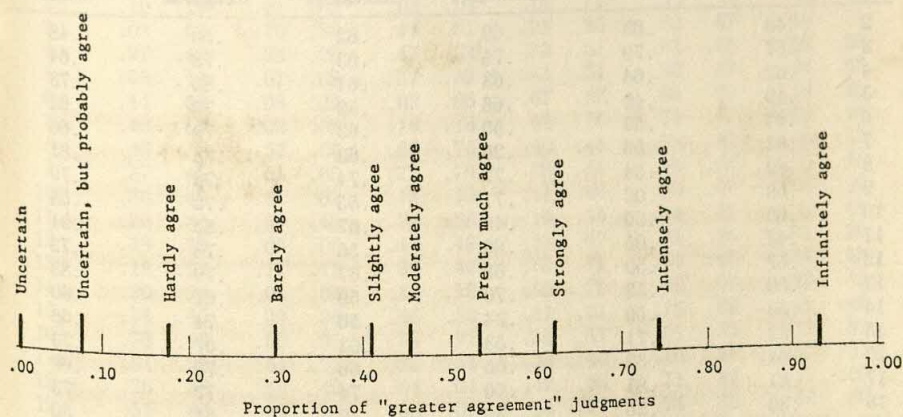 Uncertain
Uncertain, but probably agree
Hardly agree
Barely agree
Slightly agree
Moderately agree
Pretty much agree
Strongly agree
Intensely agree
Infinitely agree
.00 .10 .20 .30 .40 .50 .60 .70 .80 .90 1.00
Proportion of "greater agreement" judgments